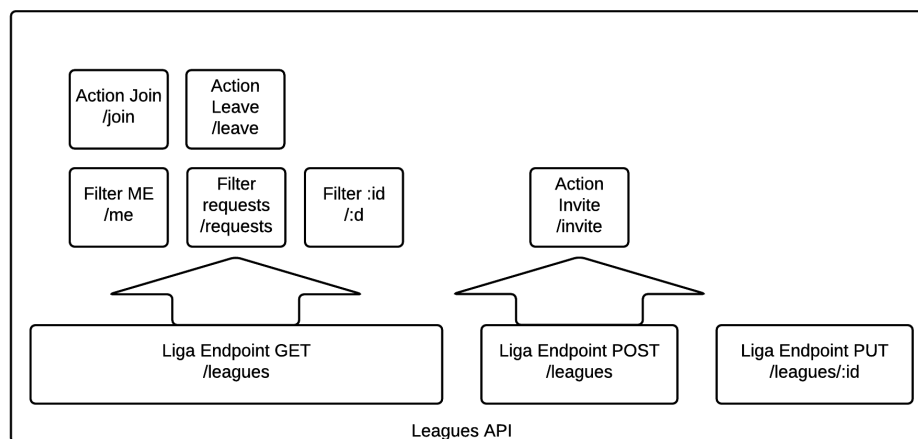 Action Join
/join
Action
Leave
/leave
Filter ME
/me
Filter
requests
/requests
Filter :id
/:d
Action
Invite
/invite
Liga Endpoint GET
/leagues
Liga Endpoint POST
/leagues
Liga Endpoint PUT
/leagues/:id
Leagues API